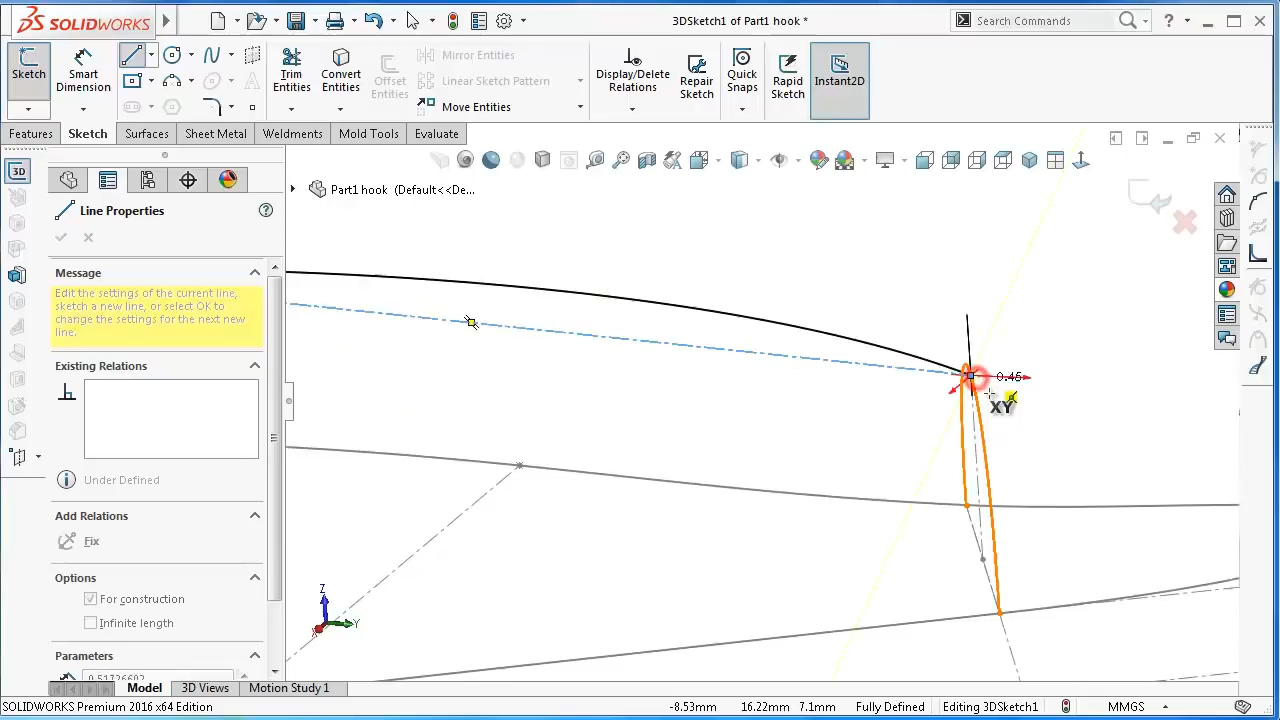 SOLIDWORKS
3DSketch1 of Part1 hook *
Search Commands
?
Sketch
Smart Dimension
Trim Entities
Convert Entities
Offset Entities
Mirror Entities
Linear Sketch Pattern
Move Entities
Display/Delete Relations
Repair Sketch
Quick Snaps
Rapid Sketch
Instant2D
Features
Sketch
Surfaces
Sheet Metal
Weldments
Mold Tools
Evaluate
3D
Part1 hook (Default<<De...
Line Properties
?
Message
Edit the settings of the current line,
sketch a new line, or select OK to
change the settings for the next new
line.
Existing Relations
Under Defined
Add Relations
Fix
Options
For construction
Infinite length
Parameters
0.51726602
0.45
XY
Z
Y
X
Model
3D Views
Motion Study 1
SOLIDWORKS Premium 2016 x64 Edition
-8.53mm
16.22mm
7.1mm
Fully Defined
Editing 3DSketch1
MMGS